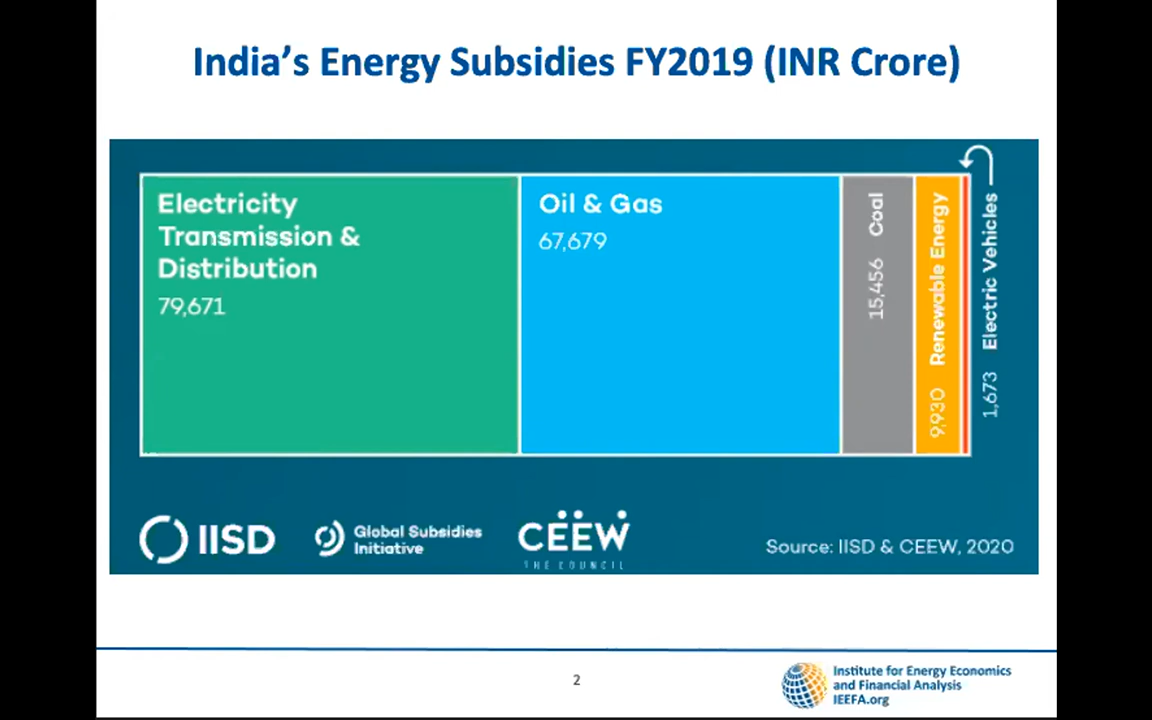 India's Energy Subsidies FY2019 (INR Crore)
Electricity
Transmission &
Distribution
79,671
Oil & Gas
67,679
15,456 Coal
9,930 Renewable Energy
1,673 Electric Vehicles
IISD
Global Subsidies
Initiative
CEEW
THE COUNCIL
Source: IISD & CEEW, 2020
2
Institute for Energy Economics
and Financial Analysis
IEEFA.org